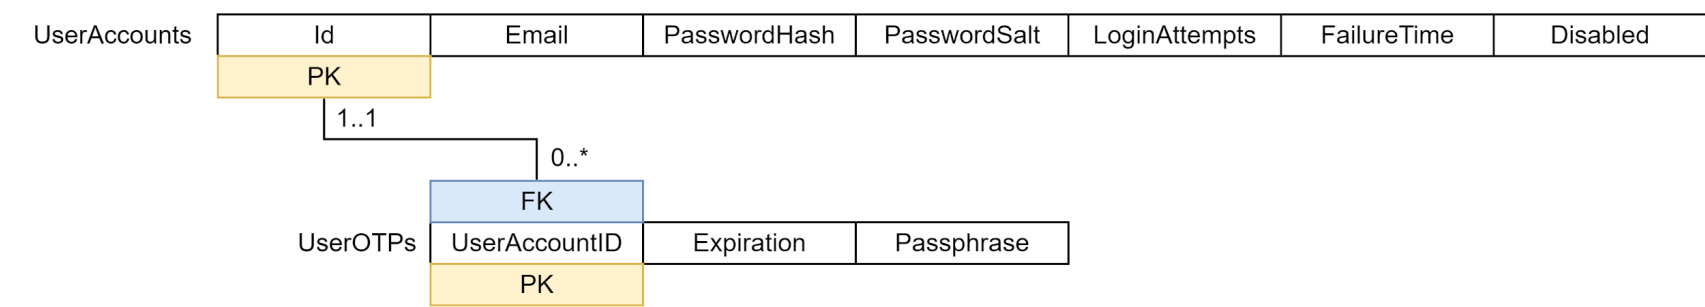 UserAccounts Id Email PasswordHash PasswordSalt LoginAttempts FailureTime Disabled
PK
1..1
0..*
FK
UserOTPs UserAccountID Expiration Passphrase
PK